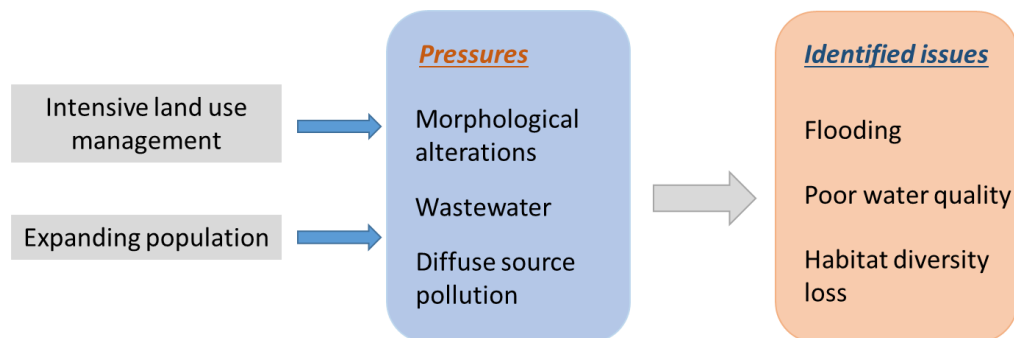 Intensive land use
management
Expanding population
Pressures
Morphological
alterations
Wastewater
Diffuse source
pollution
Identified issues
Flooding
Poor water quality
Habitat diversity
loss